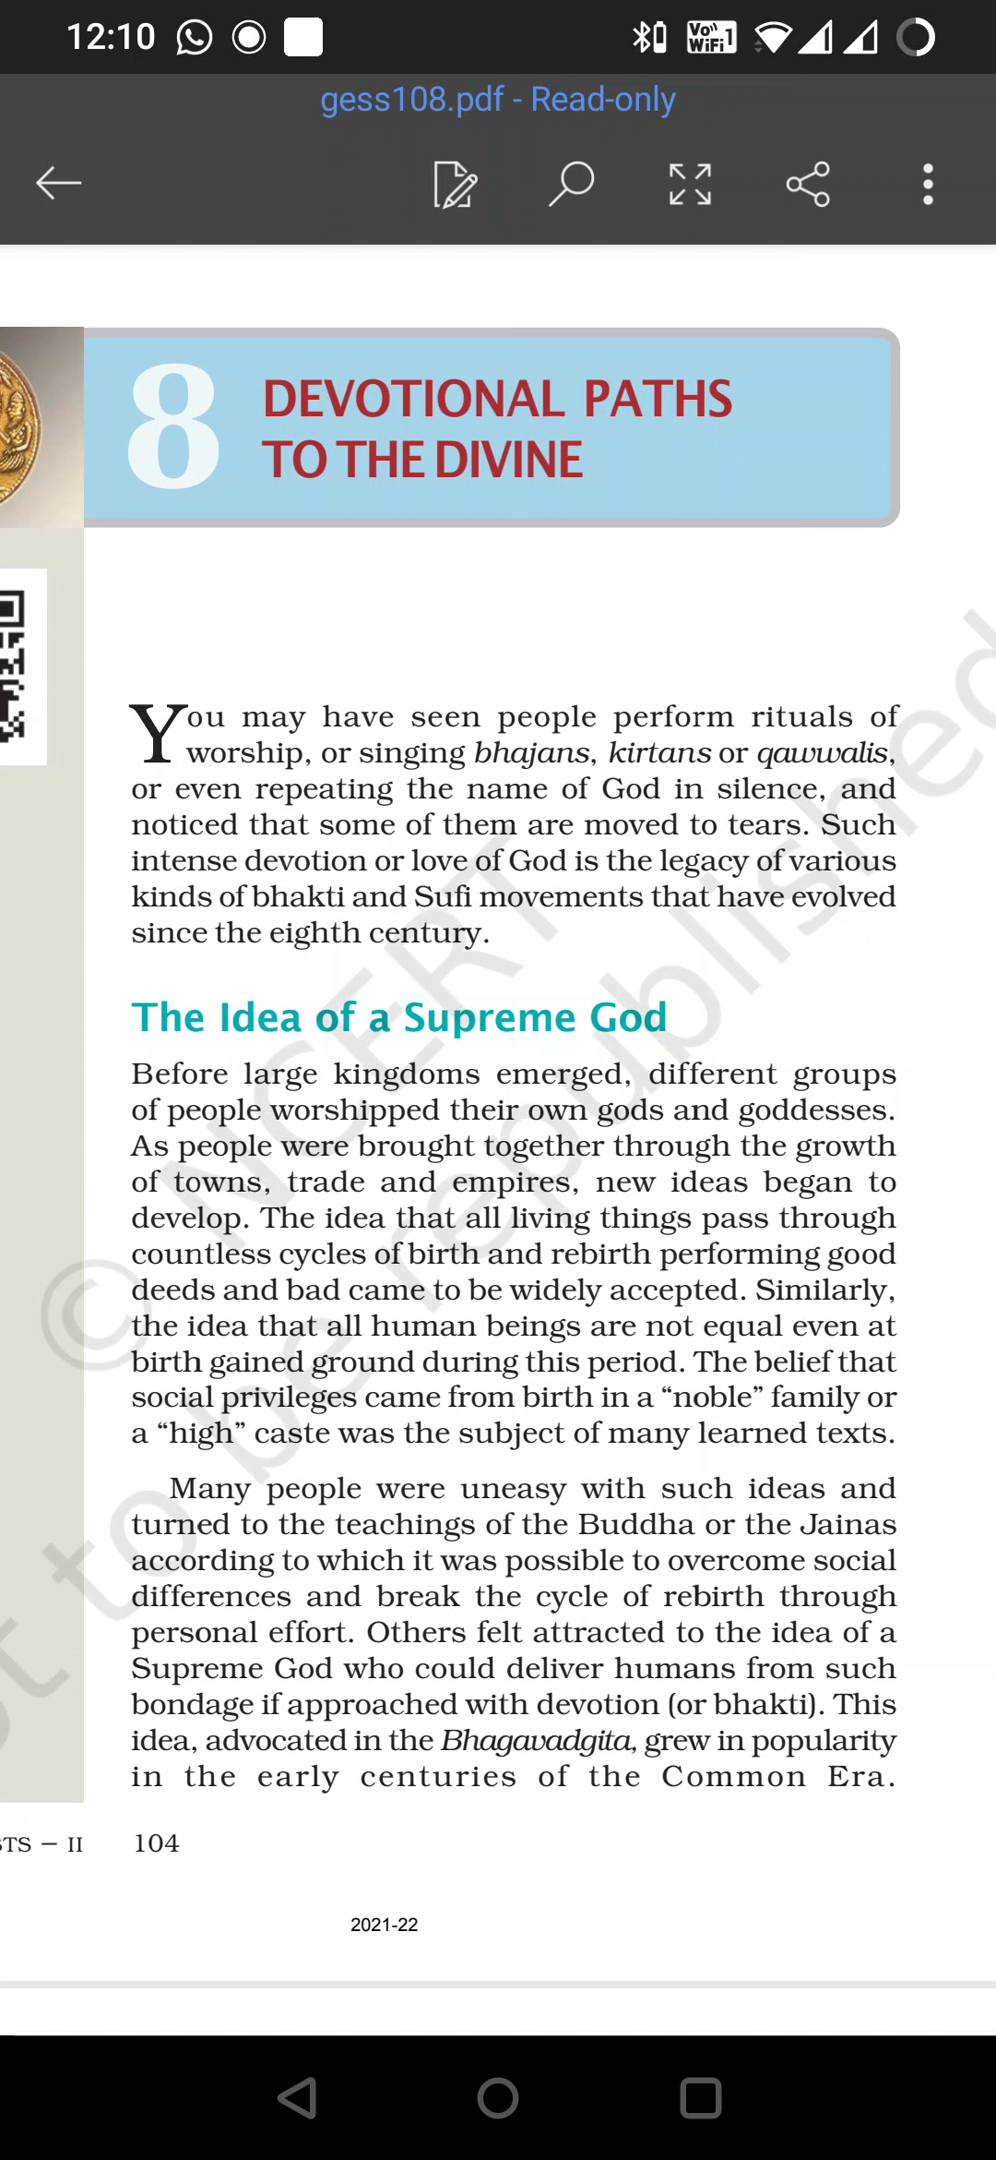 12:10
Vo WiFi 1
gess108.pdf - Read-only
8
DEVOTIONAL PATHS
TO THE DIVINE
You may have seen people perform rituals of
worship, or singing bhajans, kirtans or qawwalis,
or even repeating the name of God in silence, and
noticed that some of them are moved to tears. Such
intense devotion or love of God is the legacy of various
kinds of bhakti and Sufi movements that have evolved
since the eighth century.
The Idea of a Supreme God
Before large kingdoms emerged, different groups
of people worshipped their own gods and goddesses.
As people were brought together through the growth
of towns, trade and empires, new ideas began to
develop. The idea that all living things pass through
countless cycles of birth and rebirth performing good
deeds and bad came to be widely accepted. Similarly,
the idea that all human beings are not equal even at
birth gained ground during this period. The belief that
social privileges came from birth in a “noble” family or
a “high” caste was the subject of many learned texts.
Many people were uneasy with such ideas and
turned to the teachings of the Buddha or the Jainas
according to which it was possible to overcome social
differences and break the cycle of rebirth through
personal effort. Others felt attracted to the idea of a
Supreme God who could deliver humans from such
bondage if approached with devotion (or bhakti). This
idea, advocated in the Bhagavadgita, grew in popularity
in the early centuries of the Common Era.
STS – II 104
2021-22
© NCERT
not to be republished